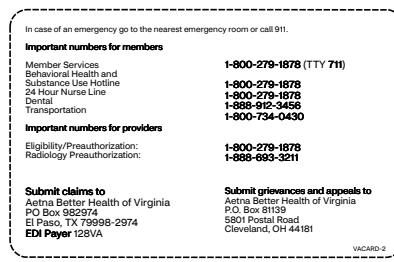 In case of an emergency go to the nearest emergency room or call 911.
Important numbers for members
Member Services 1-800-279-1878 (TTY 711)
Behavioral Health and
Substance Use Hotline 1-800-279-1878
24 Hour Nurse Line 1-800-279-1878
Dental 1-888-912-3456
Transportation 1-800-734-0430
Important numbers for providers
Eligibility/Preauthorization: 1-800-279-1878
Radiology Preauthorization: 1-888-693-3211
Submit claims to
Aetna Better Health of Virginia
PO Box 982974
El Paso, TX 79998-2974
EDI Payer 128VA
Submit grievances and appeals to
Aetna Better Health of Virginia
P.O. Box 81139
5801 Postal Road
Cleveland, OH 44181
VACARD-2